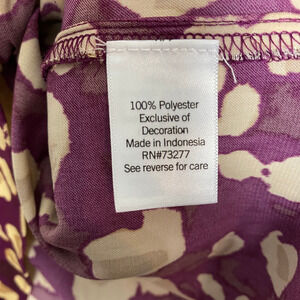 100% Polyester
Exclusive of
Decoration
Made in Indonesia
RN#73277
See reverse for care